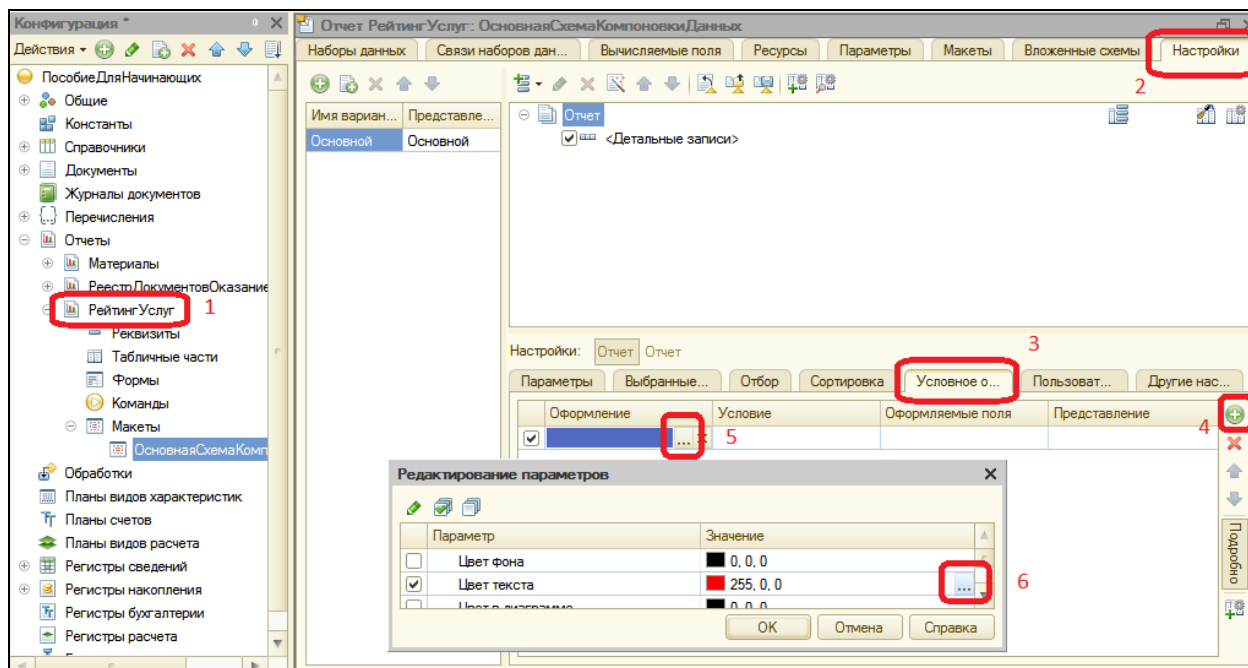 Конфигурация *
Действия
ПособиеДляНачинающих
Общие
Константы
Справочники
Документы
Журналы документов
Перечисления
Отчеты
Материалы
РеестрДокументовОказание
РейтингУслуг
1
Реквизиты
Табличные части
Формы
Команды
Макеты
ОсновнаяСхемаКомп
Обработки
Планы видов характеристик
Планы счетов
Планы видов расчета
Регистры сведений
Регистры накопления
Регистры бухгалтерии
Регистры расчета
Отчет РейтингУслуг: ОсновнаяСхемаКомпоновкиДанных
Наборы данных Связи наборов дан... Вычисляемые поля Ресурсы Параметры Макеты Вложенные схемы Настройки
2
Имя вариан... Представле...
Основной Основной
Отчет
<Детальные записи>
Настройки: Отчет Отчет
3
Параметры Выбранные... Отбор Сортировка Условное о... Пользоват... Другие нас...
Оформление Условие Оформляемые поля Представление
4
... x 5
Подробно
Редактирование параметров
Параметр Значение
Цвет фона 0, 0, 0
Цвет текста 255, 0, 0 ...
6
Цвет в диаграмме 0, 0, 0
OK Отмена Справка